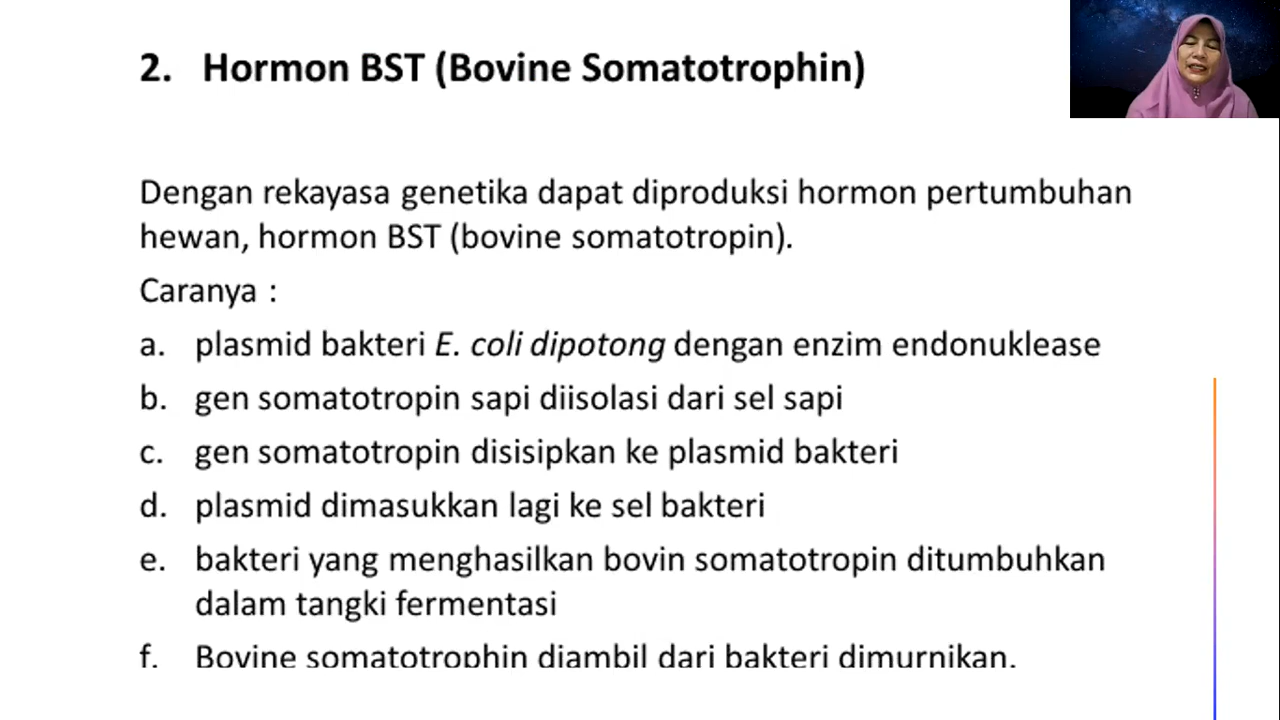 2. Hormon BST (Bovine Somatotrophin)
Dengan rekayasa genetika dapat diproduksi hormon pertumbuhan
hewan, hormon BST (bovine somatotropin).
Caranya :
a. plasmid bakteri E. coli dipotong dengan enzim endonuklease
b. gen somatotropin sapi diisolasi dari sel sapi
c. gen somatotropin disisipkan ke plasmid bakteri
d. plasmid dimasukkan lagi ke sel bakteri
e. bakteri yang menghasilkan bovin somatotropin ditumbuhkan
dalam tangki fermentasi
f. Bovine somatotrophin diambil dari bakteri dimurnikan.